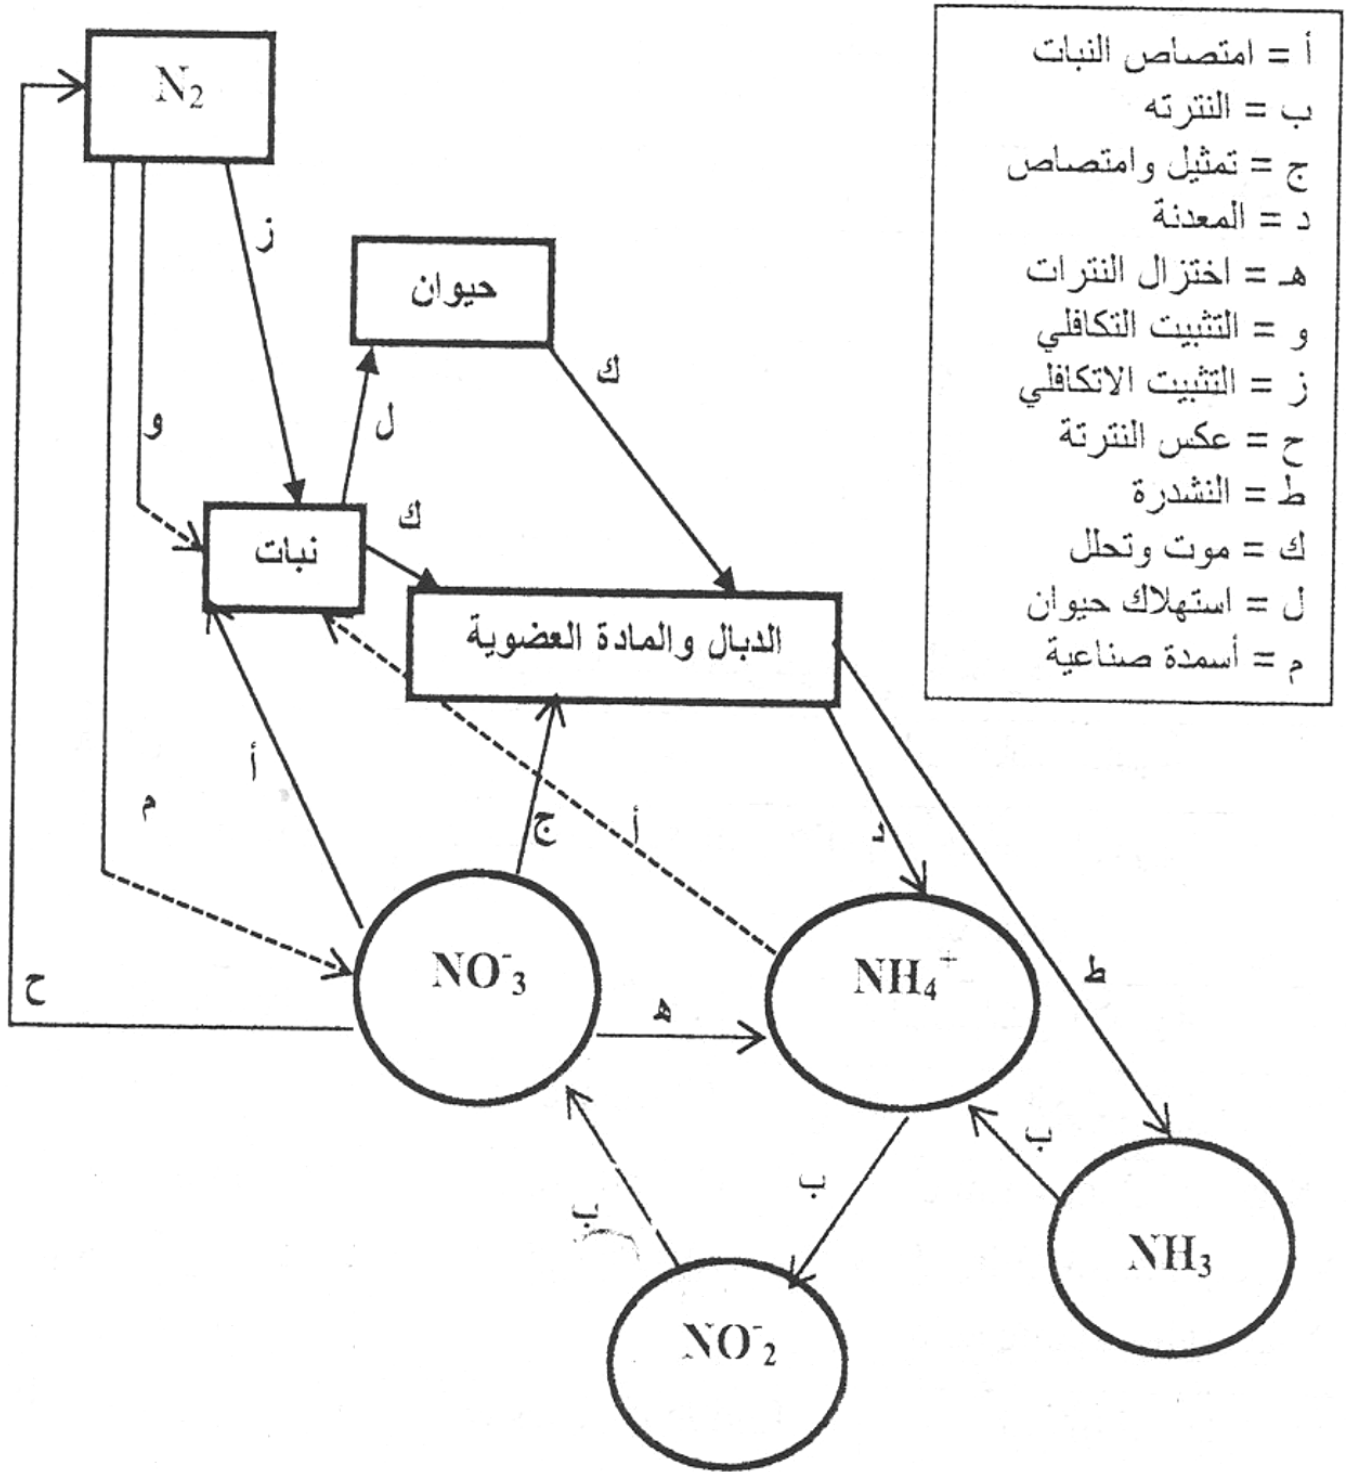 أ = امتصاص النبات
ب = النترته
ج = تمثيل وامتصاص
د = المعدنة
هـ = اختزال النترات
و = التثبيت التكافلي
ز = التثبيت الاتكافلي
ح = عكس النترتة
ط = النشدرة
ك = موت وتحلل
ل = استهلاك حيوان
م = أسمدة صناعية
N₂
ز
حيوان
ك
و
ل
ك
نبات
الدبال والمادة العضوية
أ
م
ج
أ
د
NO⁻₃
NH₄⁺
ط
ح
ه
ب
ب
ب
NH₃
NO⁻₂